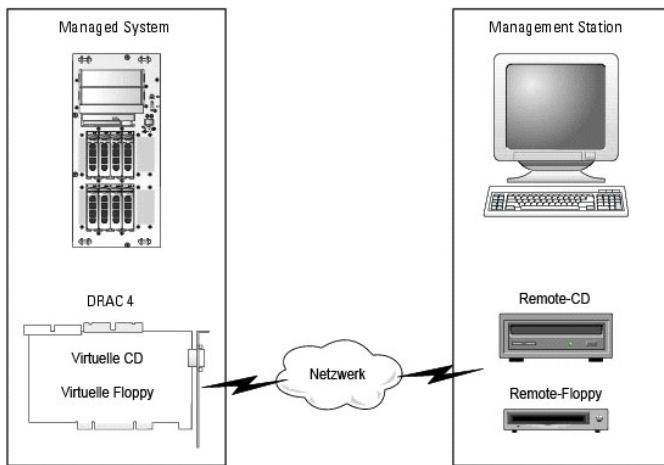 Managed System
Management Station
DRAC 4
Virtuelle CD
Virtuelle Floppy
Netzwerk
Remote-CD
Remote-Floppy